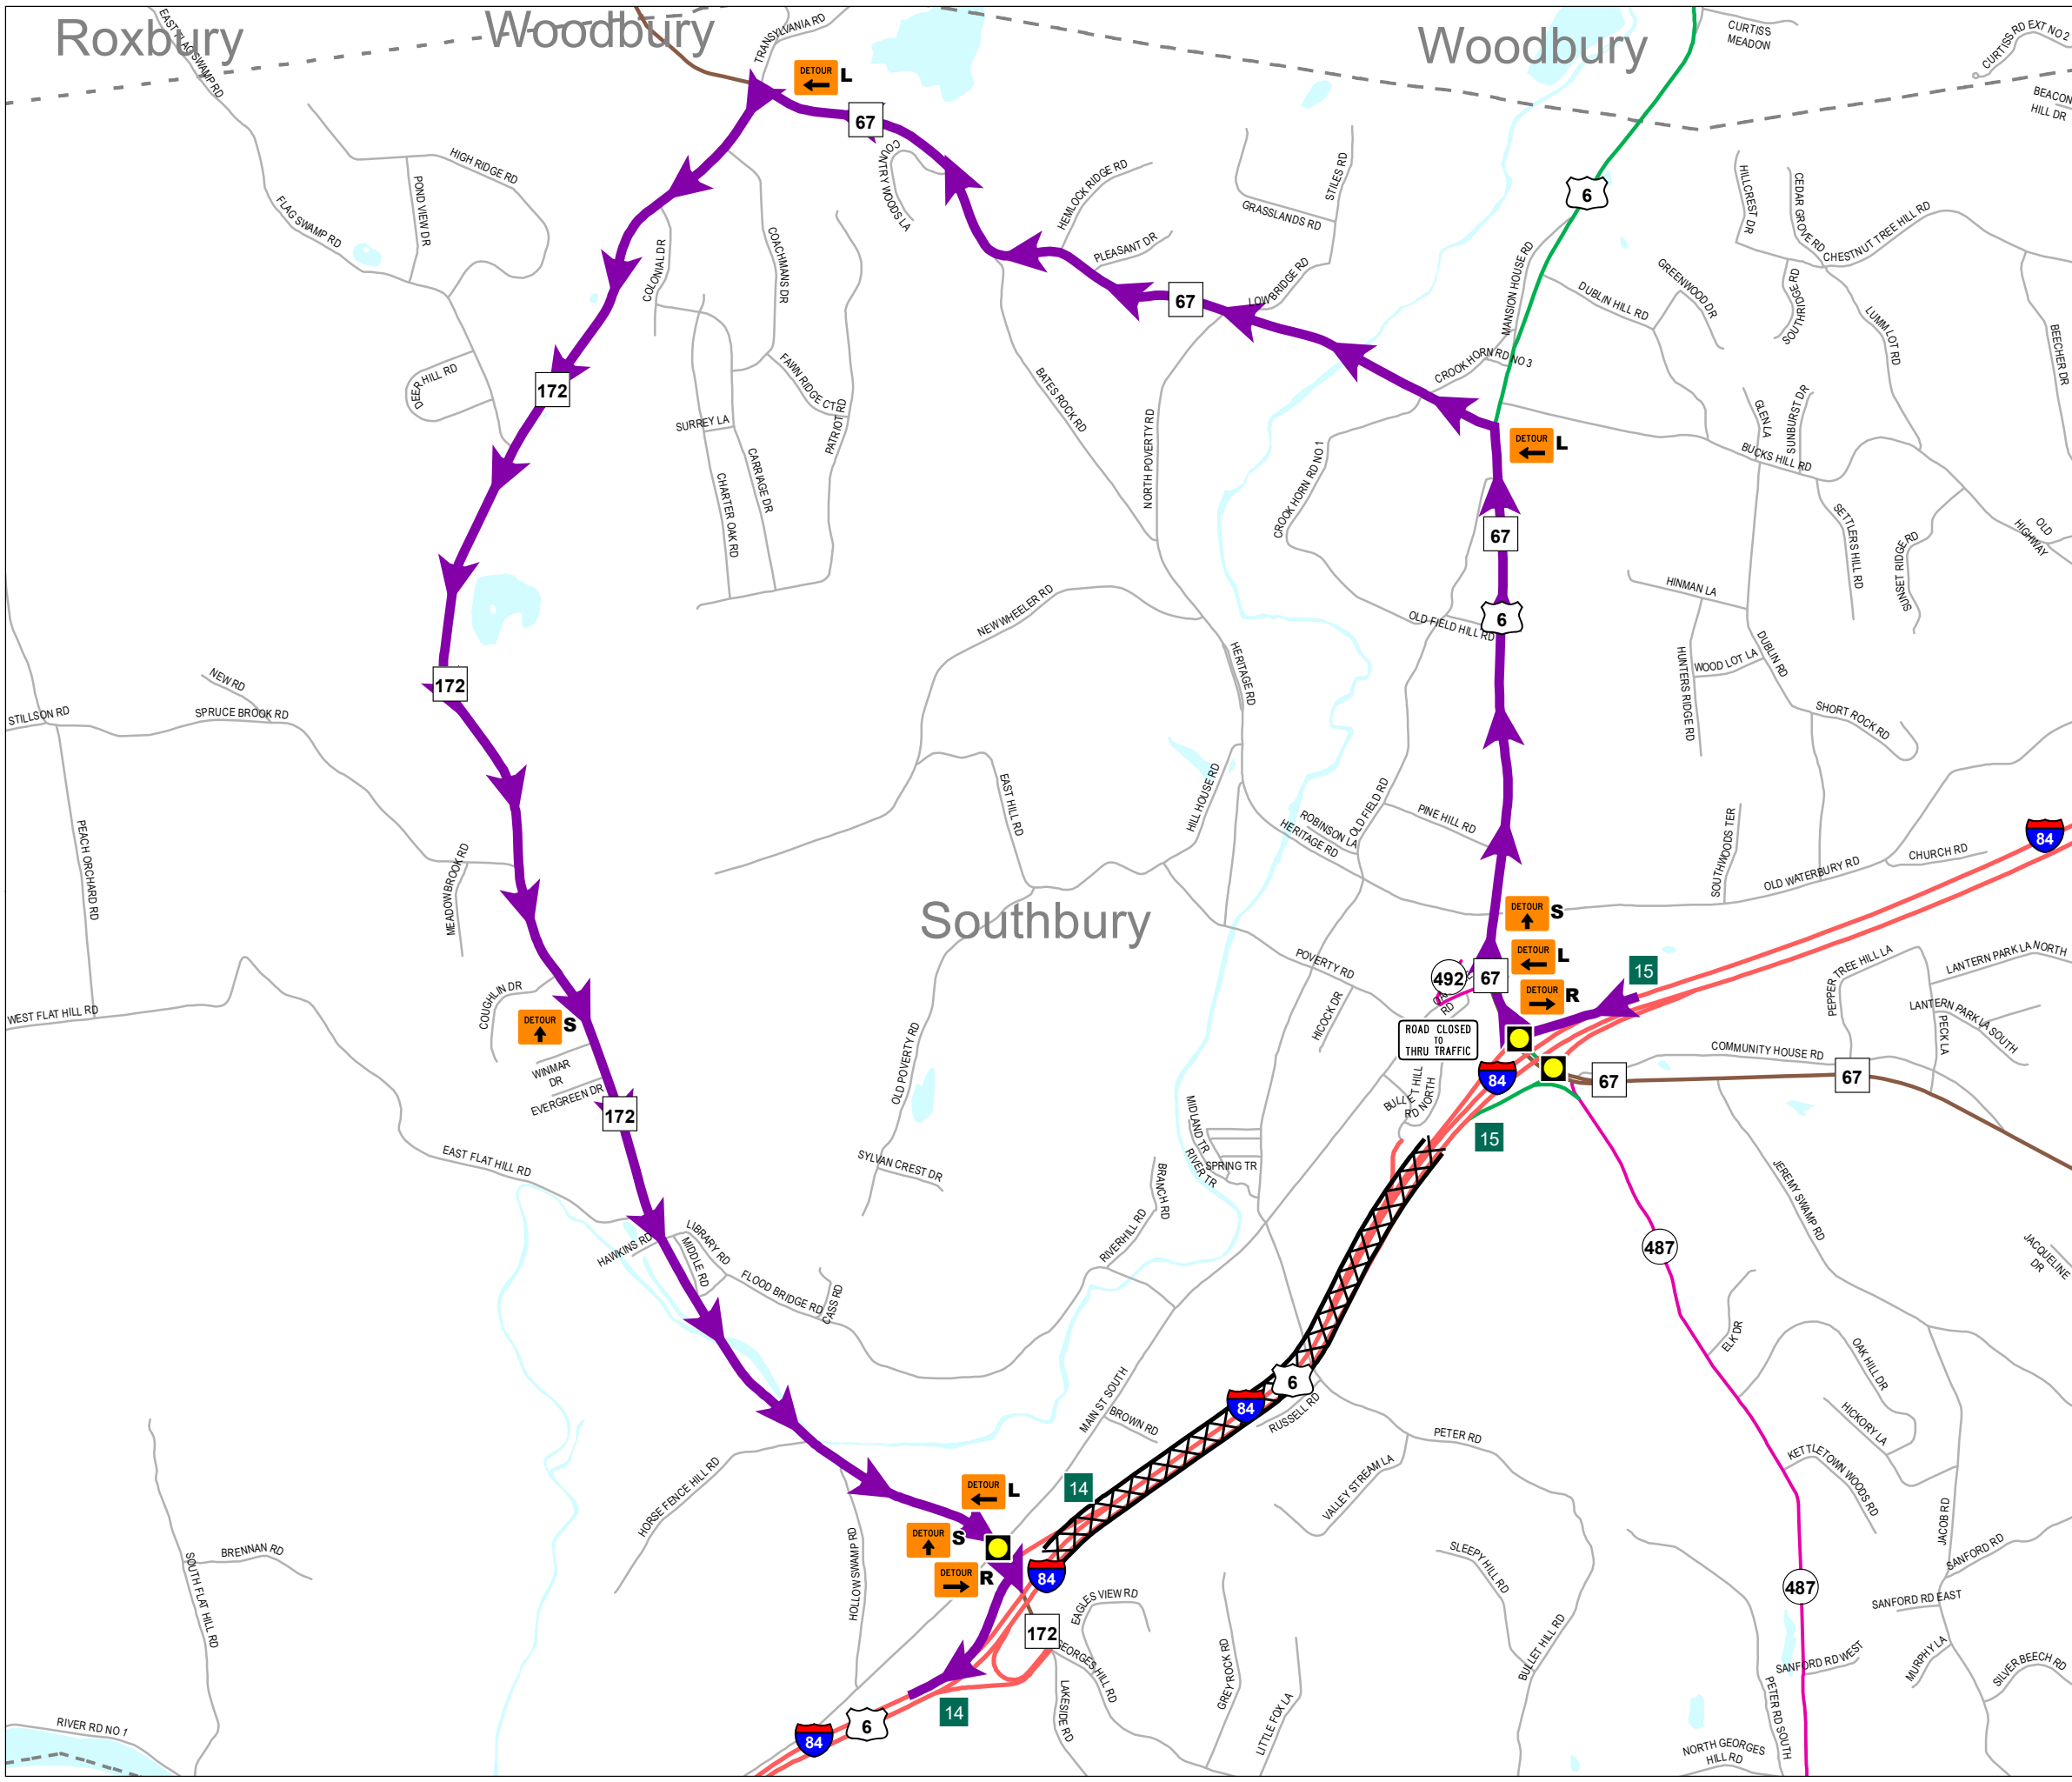 Roxbury
Woodbury
Woodbury
EAST FLAG SWAMP RD
TRANSYLVANIA RD
CURTISS
MEADOW
CURTISS RD EXT NO 2
BEACON
HILL DR
DETOUR
L
67
COUNTRY WOODS LA
HIGH RIDGE RD
POND VIEW DR
FLAG SWAMP RD
HEMLOCK RIDGE RD
PLEASANT DR
STILES RD
GRASSLANDS RD
LOW BRIDGE RD
6
MANSION HOUSE RD
HILLCREST DR
CEDAR GROVE RD
CHESTNUT TREE HILL RD
GREENWOOD DR
DUBLIN HILL RD
SOUTHRIDGE RD
LUMM LOT RD
BEECHER DR
COLONIAL DR
COACHMANS DR
67
CROOK HORN RD NO 3
FAWN RIDGE CT
PATRIOT RD
DEER HILL RD
172
SURREY LA
CARRIAGE DR
CHARTER OAK RD
BATES ROCK RD
NORTH POVERTY RD
CROOK HORN RD NO 1
DETOUR
L
GLEN LA
SUNBURST DR
BUCKS HILL RD
SETTLERS HILL RD
SUNSET RIDGE RD
OLD
HIGHWAY
67
6
NEW WHEELER RD
OLD FIELD HILL RD
HINMAN LA
HUNTERS RIDGE RD
WOOD LOT LA
DUBLIN RD
SHORT ROCK RD
HERITAGE RD
172
NEW RD
STILLSON RD
SPRUCE BROOK RD
PEACH ORCHARD RD
MEADOWBROOK RD
EAST HILL RD
HILL HOUSE RD
ROBINSON LA
HERITAGE RD
OLD FIELD RD
PINE HILL RD
SOUTHWOODS TER
OLD WATERBURY RD
CHURCH RD
84
Southbury
DETOUR
S
DETOUR
L
DETOUR
R
492
67
15
POVERTY RD
HICOCK DR
RD
ROAD CLOSED
TO
THRU TRAFFIC
84
BULLET HILL
RD NORTH
67
COMMUNITY HOUSE RD
67
PEPPER TREE HILL LA
LANTERN PARK LA NORTH
LANTERN PARK LA SOUTH
PECK LA
15
WEST FLAT HILL RD
COUGHLIN DR
DETOUR
S
WINMAR
DR
EVERGREEN DR
172
OLD POVERTY RD
SYLVAN CREST DR
EAST FLAT HILL RD
HAWKINS RD
LIBRARY RD
MIDDLE RD
FLOOD BRIDGE RD
CASS RD
MIDLAND TR
RIVER TR
SPRING TR
BRANCH RD
RIVERHILL RD
487
JEREMY SWAMP RD
JACQUELINE
DR
ELK DR
OAK HILL DR
HICKORY LA
KETTLETOWN WOODS RD
JACOB RD
SANFORD RD
SANFORD RD EAST
SANFORD RD WEST
MURPHY LA
SILVER BEECH RD
487
MAIN ST SOUTH
BROWN RD
6
84
RUSSELL RD
PETER RD
VALLEY STREAM LA
SLEEPY HILL RD
BULLET HILL RD
PETER RD SOUTH
NORTH GEORGES
HILL RD
14
HORSE FENCE HILL RD
HOLLOW SWAMP RD
DETOUR
L
DETOUR
S
DETOUR
R
84
172
EAGLES VIEW RD
GEORGES HILL RD
LAKESIDE RD
GREY ROCK RD
LITTLE FOX LA
14
6
84
BRENNAN RD
SOUTH FLAT HILL RD
RIVER RD NO 1